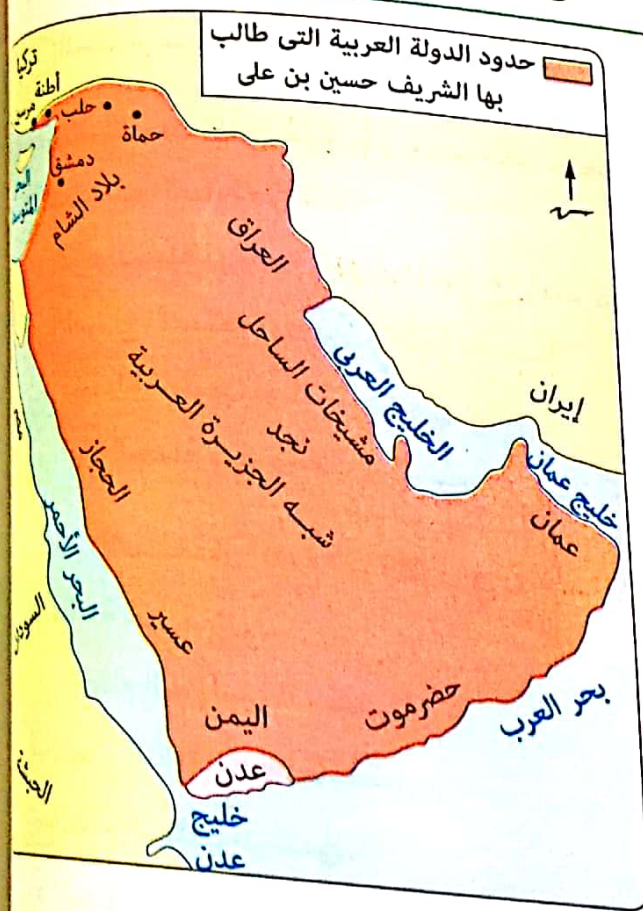 حدود الدولة العربية التى طالب
بها الشريف حسين بن على
تركيا
أطنة
حلب
حماة
دمشق
بلاد الشام
العراق
إيران
مشيخات الساحل
الخليج العربى
نجد
شبه الجزيرة العربية
خليج عمان
عمان
الحجاز
البحر الأحمر
عسير
السودان
اليمن
حضرموت
بحر العرب
عدن
خليج
عدن